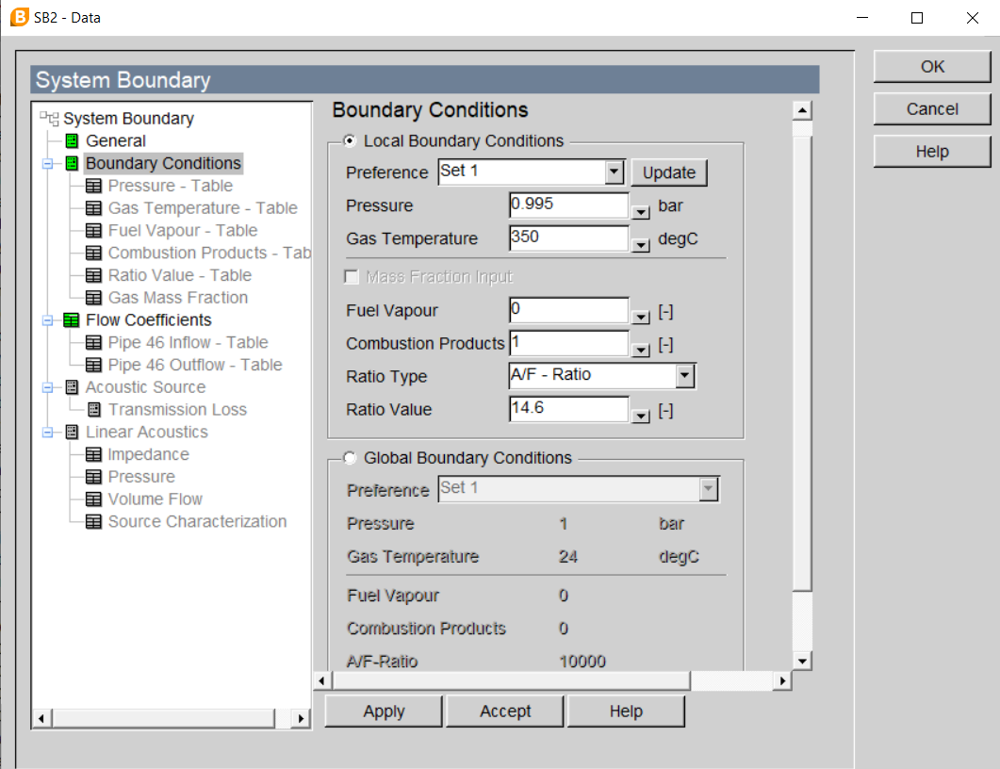 SB2 - Data
OK
Cancel
Help
System Boundary
System Boundary
General
Boundary Conditions
Pressure - Table
Gas Temperature - Table
Fuel Vapour - Table
Combustion Products - Tab
Ratio Value - Table
Gas Mass Fraction
Flow Coefficients
Pipe 46 Inflow - Table
Pipe 46 Outflow - Table
Acoustic Source
Transmission Loss
Linear Acoustics
Impedance
Pressure
Volume Flow
Source Characterization
Boundary Conditions
Local Boundary Conditions
Preference Set 1 Update
Pressure 0.995 bar
Gas Temperature 350 degC
Mass Fraction Input
Fuel Vapour 0 [-]
Combustion Products 1 [-]
Ratio Type A/F - Ratio
Ratio Value 14.6 [-]
Global Boundary Conditions
Preference Set 1
Pressure 1 bar
Gas Temperature 24 degC
Fuel Vapour 0
Combustion Products 0
A/F-Ratio 10000
Apply Accept Help